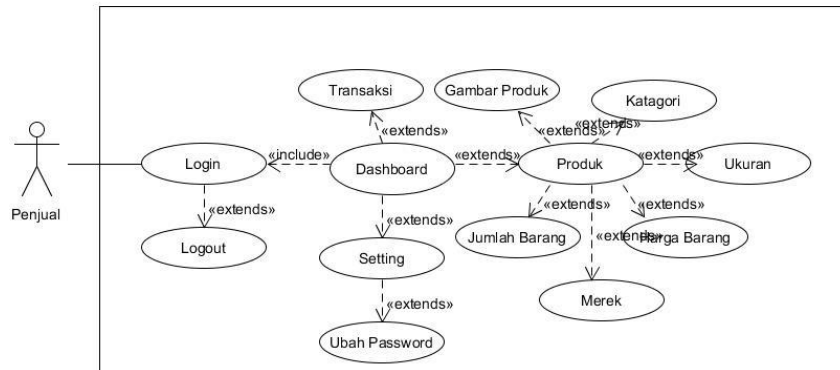 Transaksi
Gambar Produk
Katagori
«extends»
«extends»
«extends»
Penjual
Login
«include»
Dashboard
«extends»
Produk
«extends»
Ukuran
«extends»
«extends»
«extends»
«extends»
«extends»
Logout
Setting
Jumlah Barang
Harga Barang
«extends»
Merek
Ubah Password